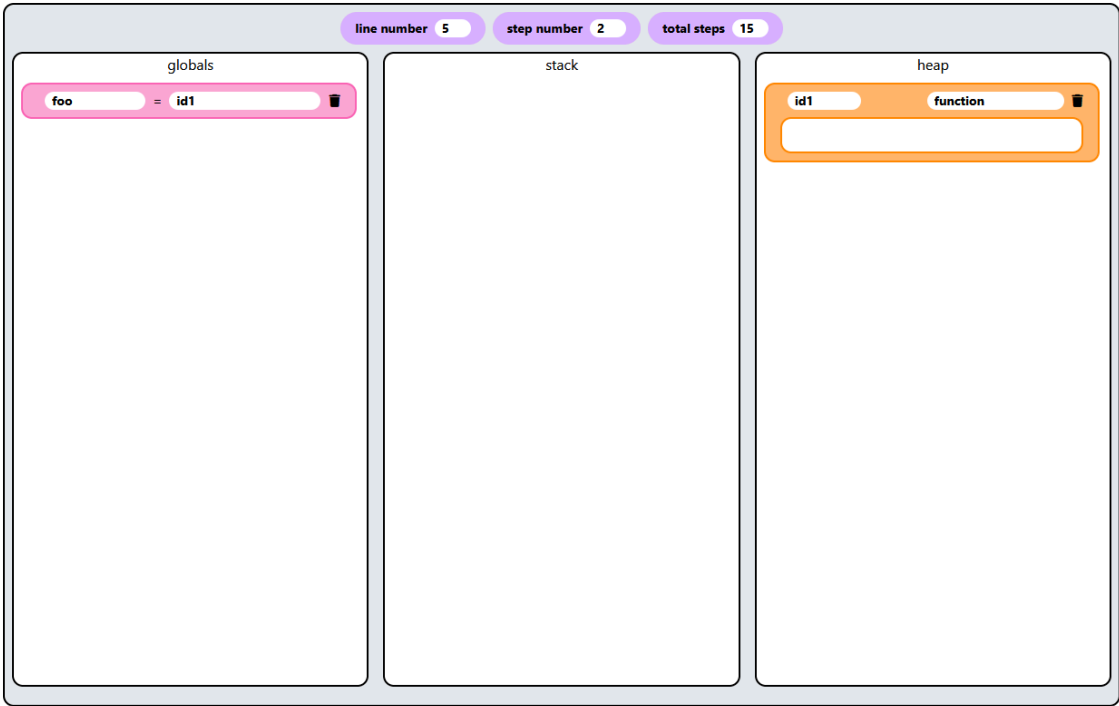 line number 5 step number 2 total steps 15
globals
foo = id1
stack
heap
id1 function